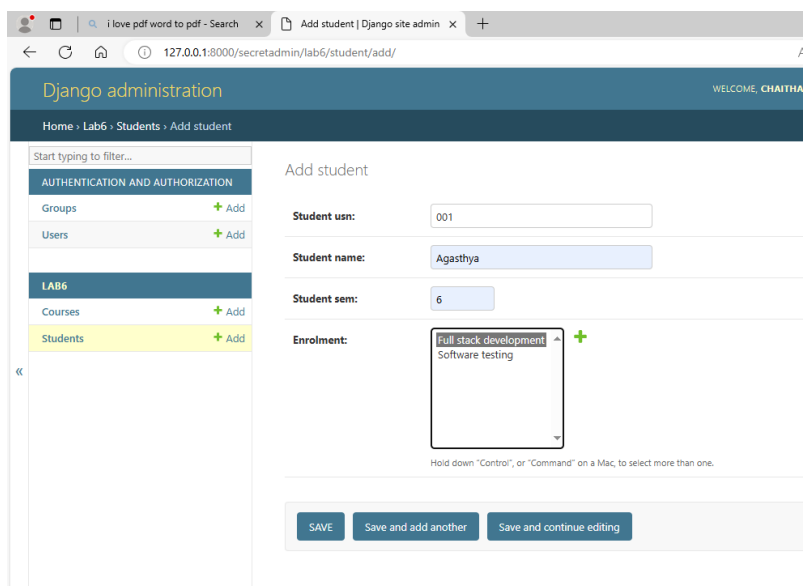 i love pdf word to pdf - Search
Add student | Django site admin
127.0.0.1:8000/secretadmin/lab6/student/add/
Django administration
WELCOME, CHAITHA
Home › Lab6 › Students › Add student
Start typing to filter...
AUTHENTICATION AND AUTHORIZATION
Groups + Add
Users + Add
LAB6
Courses + Add
Students + Add
«
Add student
Student usn: 001
Student name: Agasthya
Student sem: 6
Enrolment: Full stack development
Software testing
Hold down "Control", or "Command" on a Mac, to select more than one.
SAVE Save and add another Save and continue editing